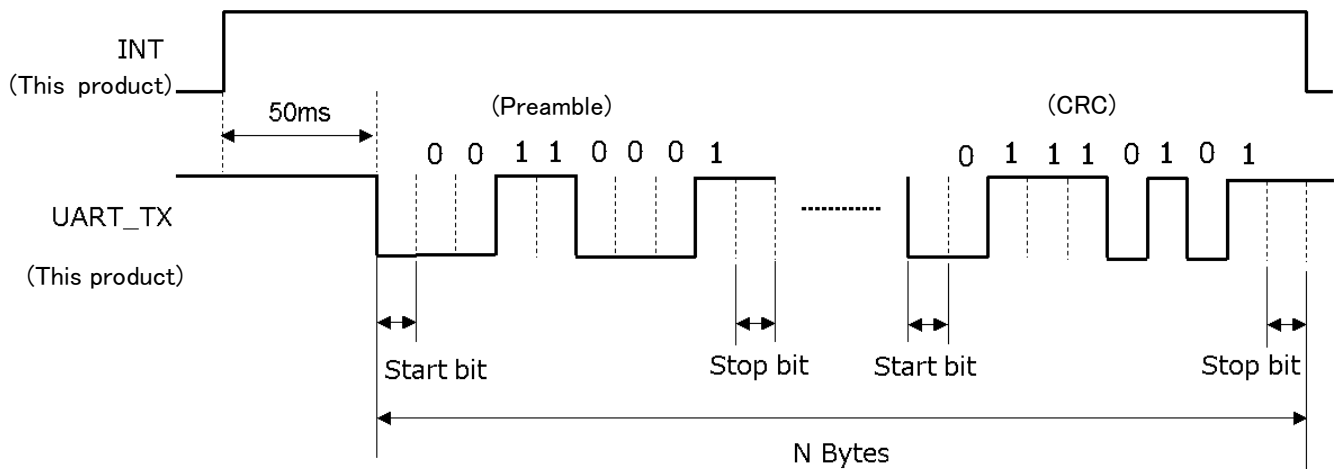 INT
(This product)
50ms
(Preamble)
(CRC)
0 0 1 1 0 0 0 1
0 1 1 1 0 1 0 1
UART_TX
(This product)
Start bit
Stop bit
Start bit
Stop bit
N Bytes